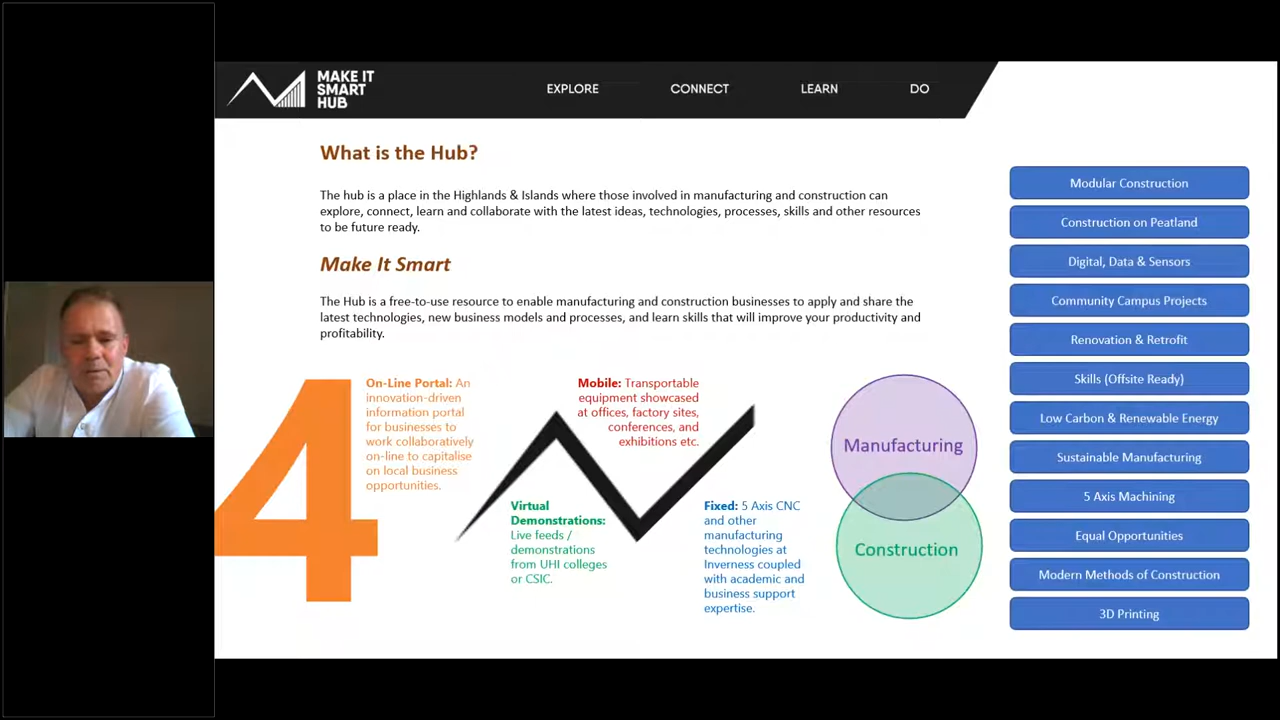 MAKE IT
SMART
HUB
EXPLORE
CONNECT
LEARN
DO
What is the Hub?
The hub is a place in the Highlands & Islands where those involved in manufacturing and construction can
explore, connect, learn and collaborate with the latest ideas, technologies, processes, skills and other resources
to be future ready.
Make It Smart
The Hub is a free-to-use resource to enable manufacturing and construction businesses to apply and share the
latest technologies, new business models and processes, and learn skills that will improve your productivity and
profitability.
4
On-Line Portal: An
innovation-driven
information portal
for businesses to
work collaboratively
on-line to capitalise
on local business
opportunities.
Virtual
Demonstrations:
Live feeds /
demonstrations
from UHI colleges
or CSIC.
Mobile: Transportable
equipment showcased
at offices, factory sites,
conferences, and
exhibitions etc.
Fixed: 5 Axis CNC
and other
manufacturing
technologies at
Inverness coupled
with academic and
business support
expertise.
Manufacturing
Construction
Modular Construction
Construction on Peatland
Digital, Data & Sensors
Community Campus Projects
Renovation & Retrofit
Skills (Offsite Ready)
Low Carbon & Renewable Energy
Sustainable Manufacturing
5 Axis Machining
Equal Opportunities
Modern Methods of Construction
3D Printing